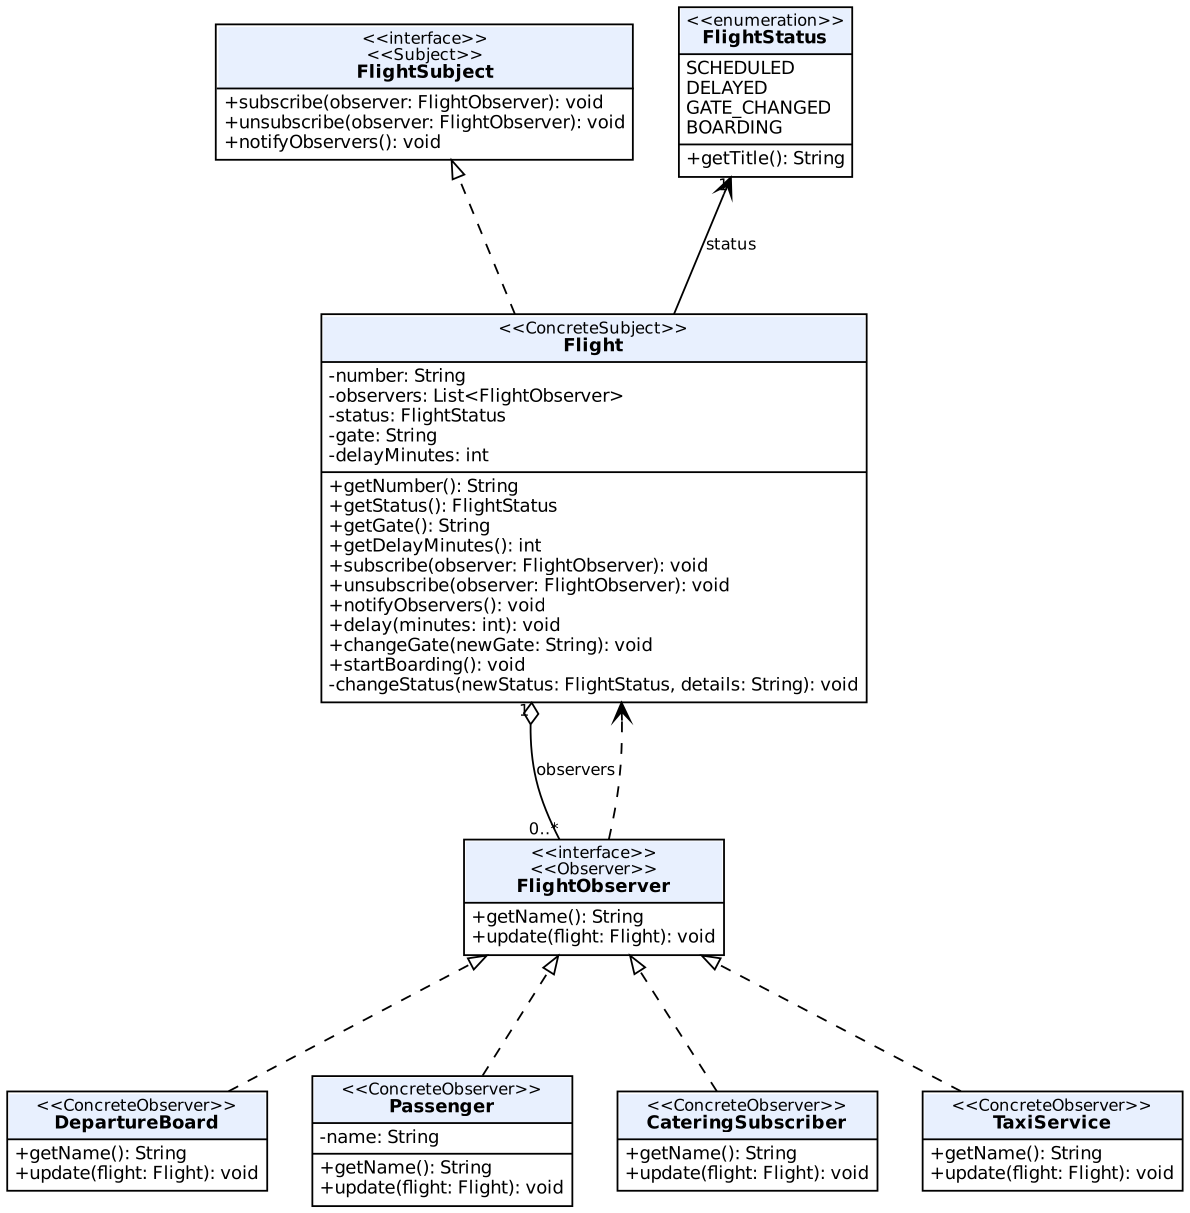 <<interface>>
<<Subject>>
FlightSubject
+subscribe(observer: FlightObserver): void
+unsubscribe(observer: FlightObserver): void
+notifyObservers(): void
<<enumeration>>
FlightStatus
SCHEDULED
DELAYED
GATE_CHANGED
BOARDING
+getTitle(): String
1
status
<<ConcreteSubject>>
Flight
-number: String
-observers: List<FlightObserver>
-status: FlightStatus
-gate: String
-delayMinutes: int
+getNumber(): String
+getStatus(): FlightStatus
+getGate(): String
+getDelayMinutes(): int
+subscribe(observer: FlightObserver): void
+unsubscribe(observer: FlightObserver): void
+notifyObservers(): void
+delay(minutes: int): void
+changeGate(newGate: String): void
+startBoarding(): void
-changeStatus(newStatus: FlightStatus, details: String): void
1
observers
0..*
<<interface>>
<<Observer>>
FlightObserver
+getName(): String
+update(flight: Flight): void
<<ConcreteObserver>>
DepartureBoard
+getName(): String
+update(flight: Flight): void
<<ConcreteObserver>>
Passenger
-name: String
+getName(): String
+update(flight: Flight): void
<<ConcreteObserver>>
CateringSubscriber
+getName(): String
+update(flight: Flight): void
<<ConcreteObserver>>
TaxiService
+getName(): String
+update(flight: Flight): void